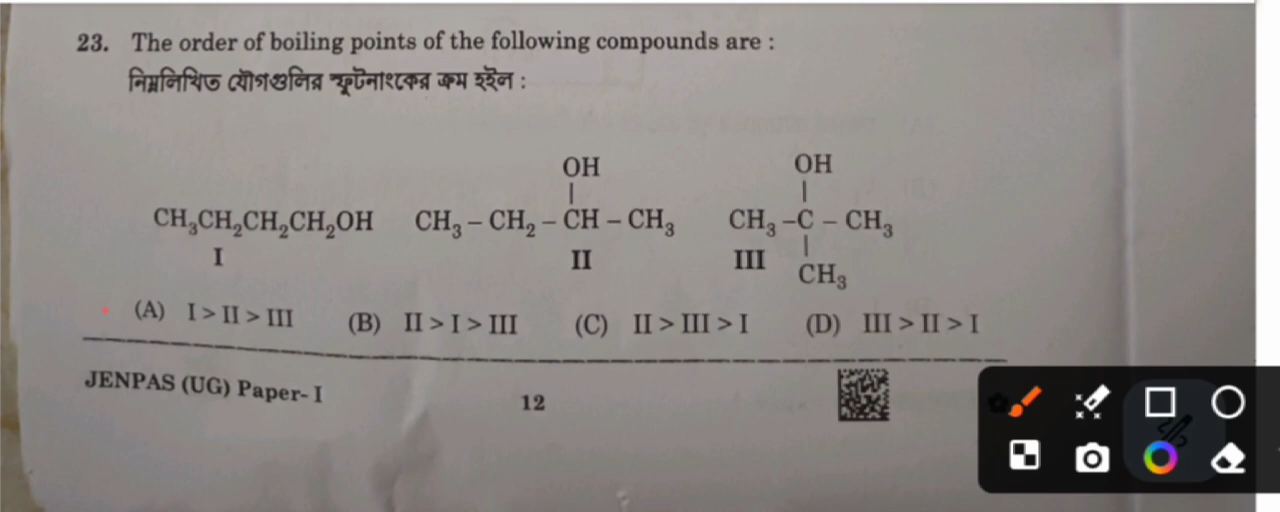 23. The order of boiling points of the following compounds are :
নিম্নলিখিত যৌগগুলির স্ফুটনাংকের ক্রম হইল :
OH OH
| |
CH₃CH₂CH₂CH₂OH CH₃ – CH₂ – CH – CH₃ CH₃ –C – CH₃
I II III |
CH₃
(A) I > II > III (B) II > I > III (C) II > III > I (D) III > II > I
JENPAS (UG) Paper- I 12